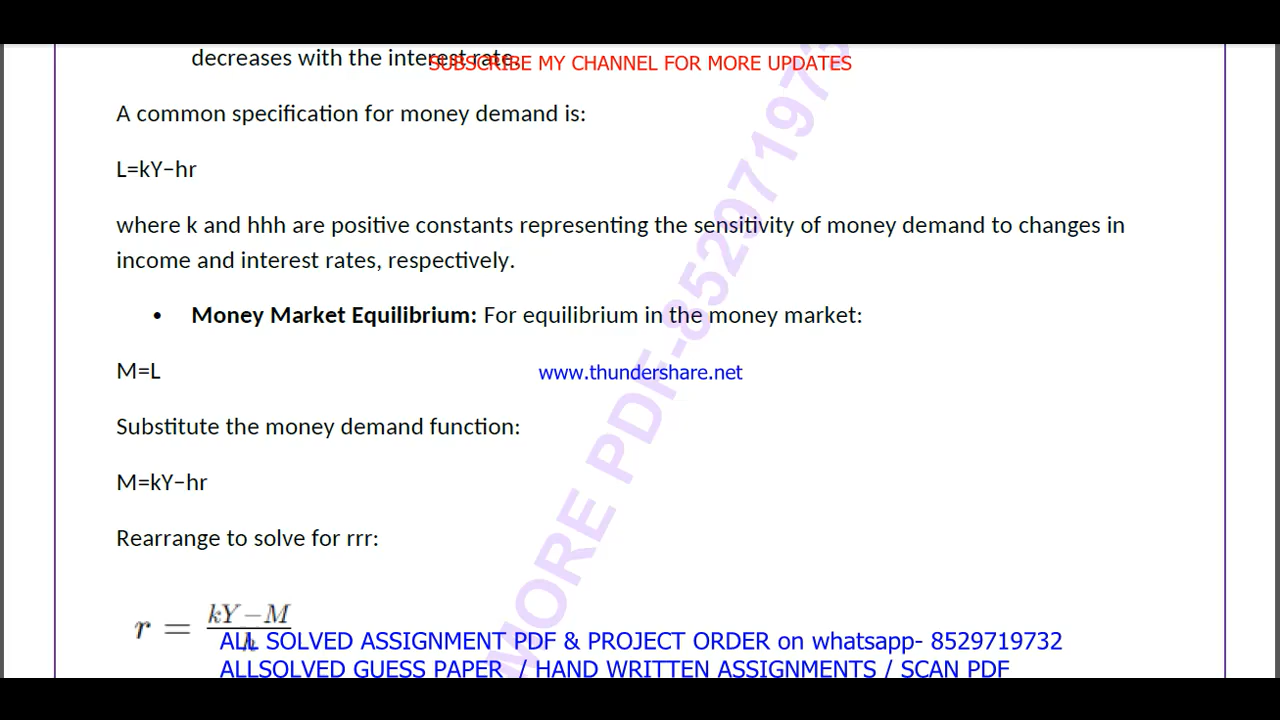 decreases with the interest rate.
SUBSCRIBE MY CHANNEL FOR MORE UPDATES
A common specification for money demand is:
L=kY−hr
where k and hhh are positive constants representing the sensitivity of money demand to changes in
income and interest rates, respectively.
• Money Market Equilibrium: For equilibrium in the money market:
M=L
www.thundershare.net
Substitute the money demand function:
M=kY−hr
Rearrange to solve for rrr:
r = kY − M / h
ALL SOLVED ASSIGNMENT PDF & PROJECT ORDER on whatsapp- 8529719732
ALLSOLVED GUESS PAPER / HAND WRITTEN ASSIGNMENTS / SCAN PDF
MORE PDF-852971973